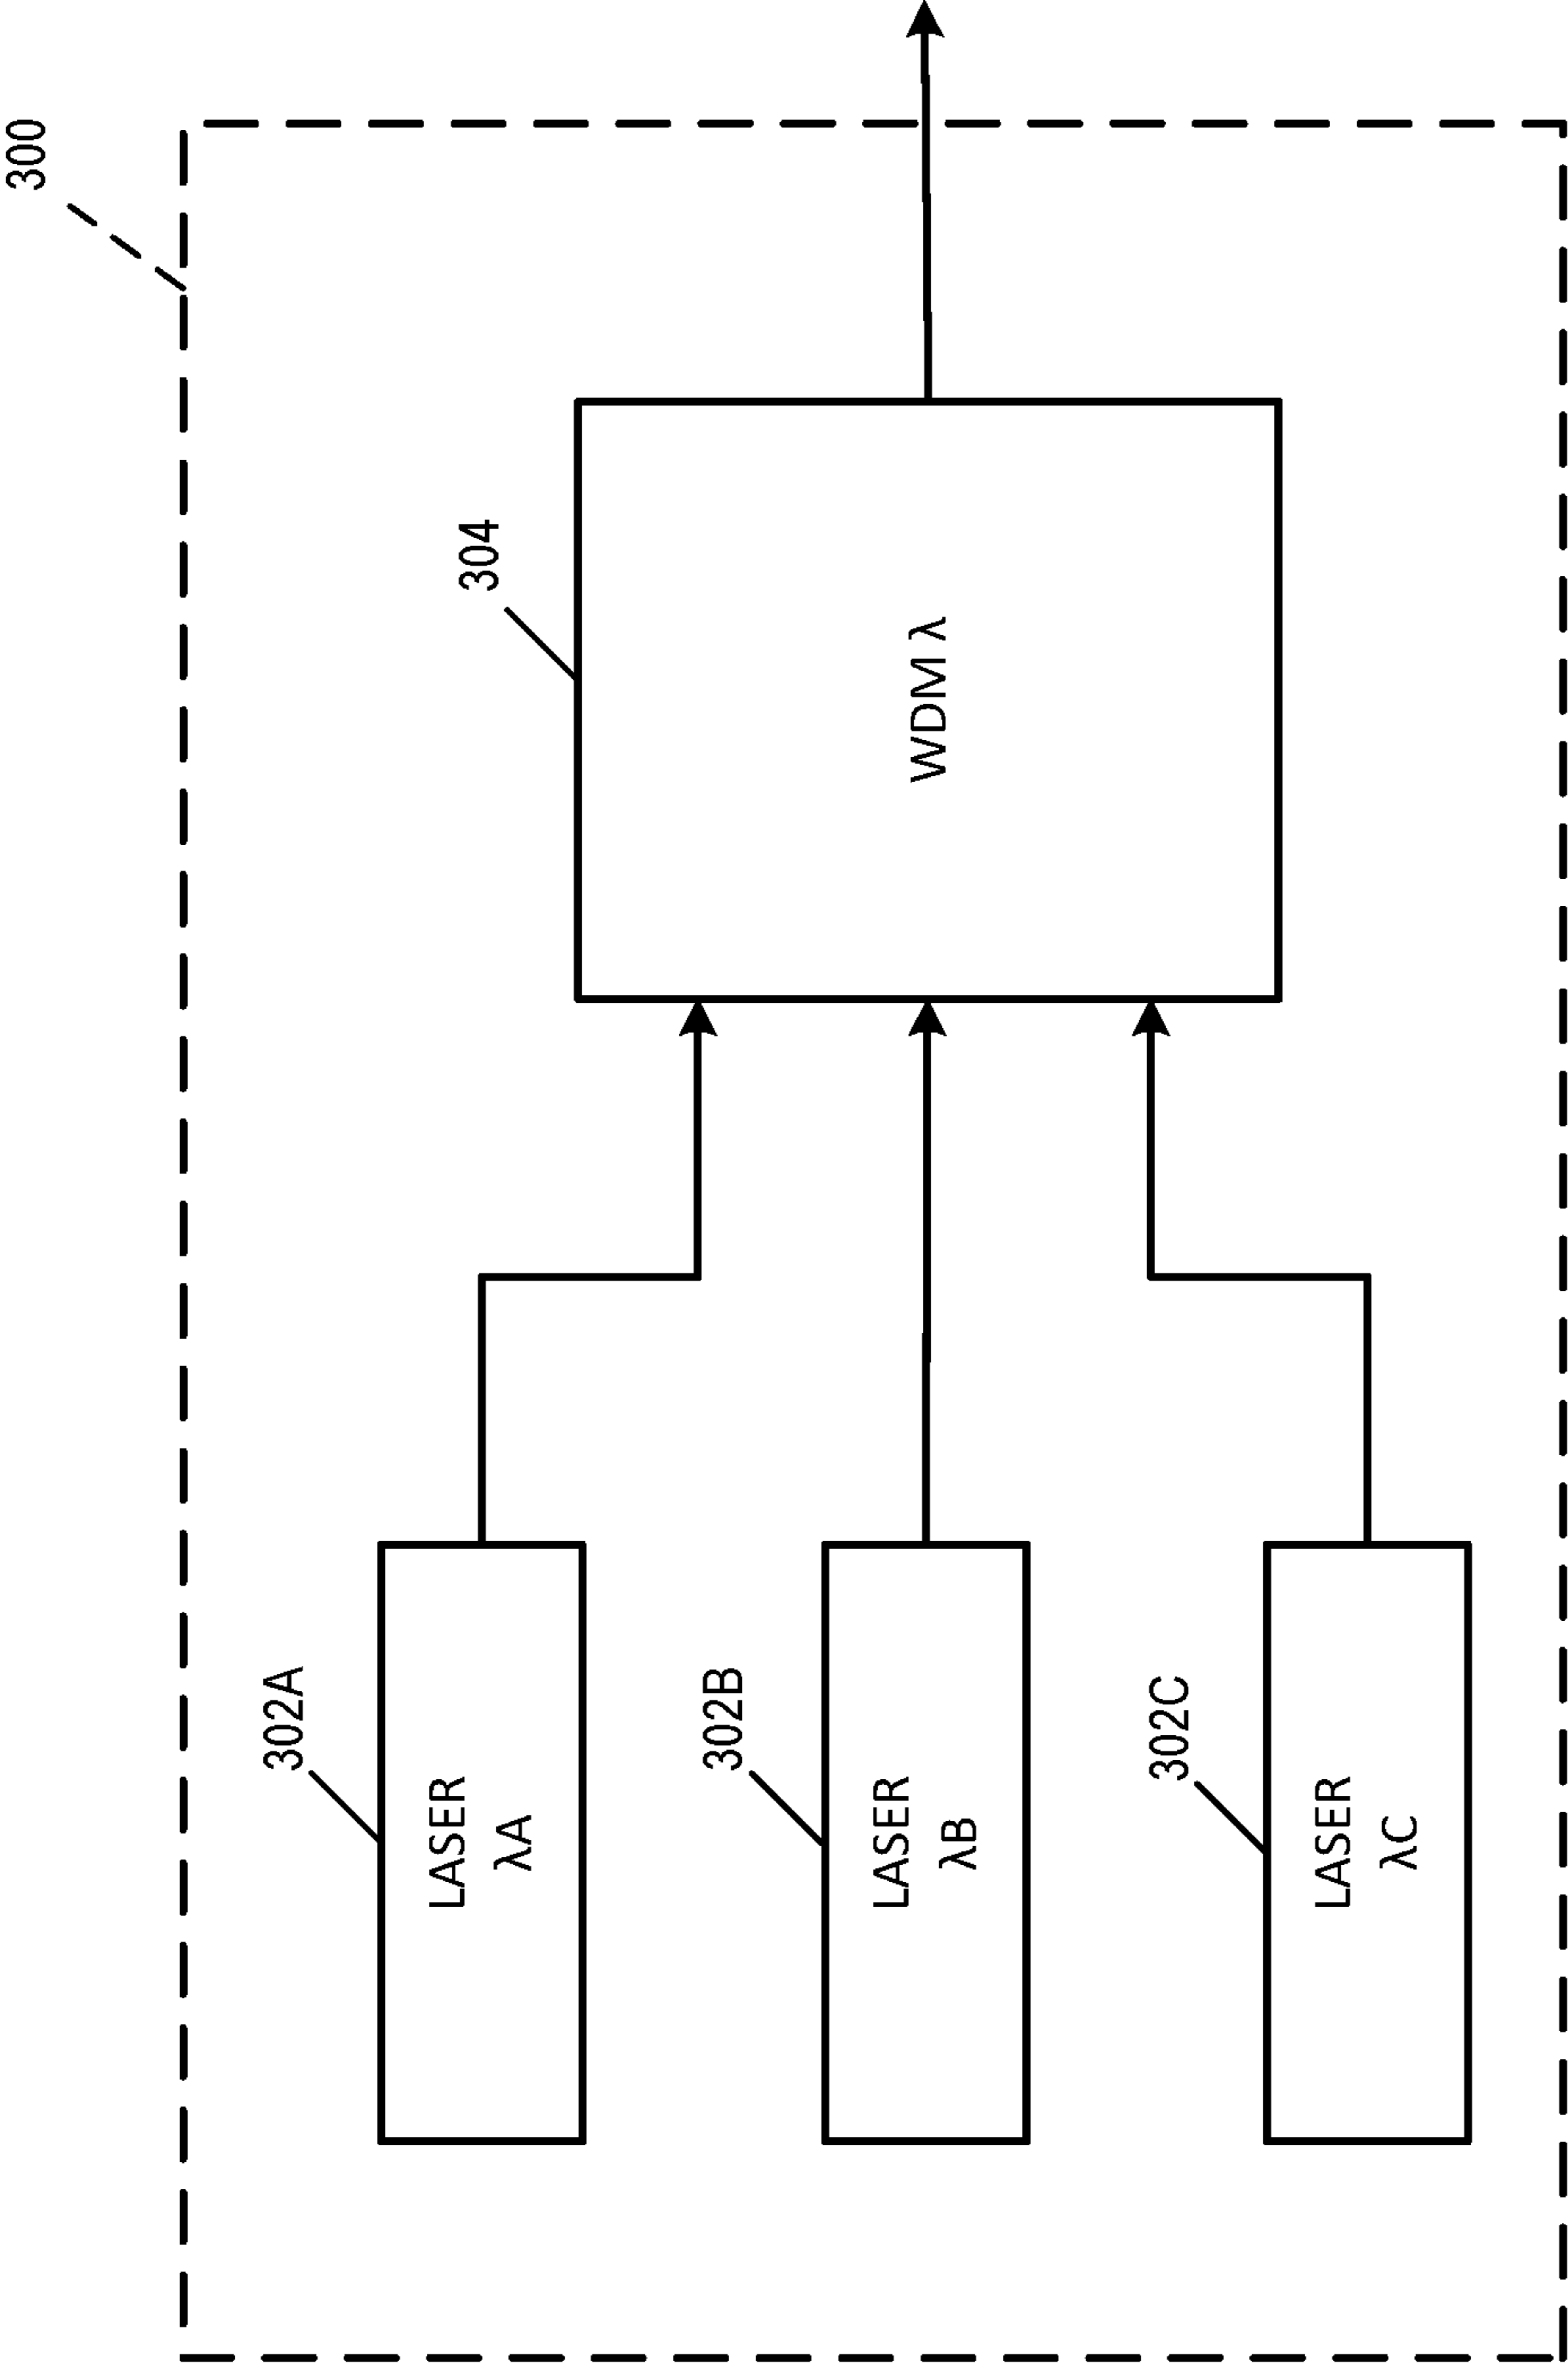 300
302A
LASER
λA
304
302B
LASER
λB
WDM λ
302C
LASER
λC